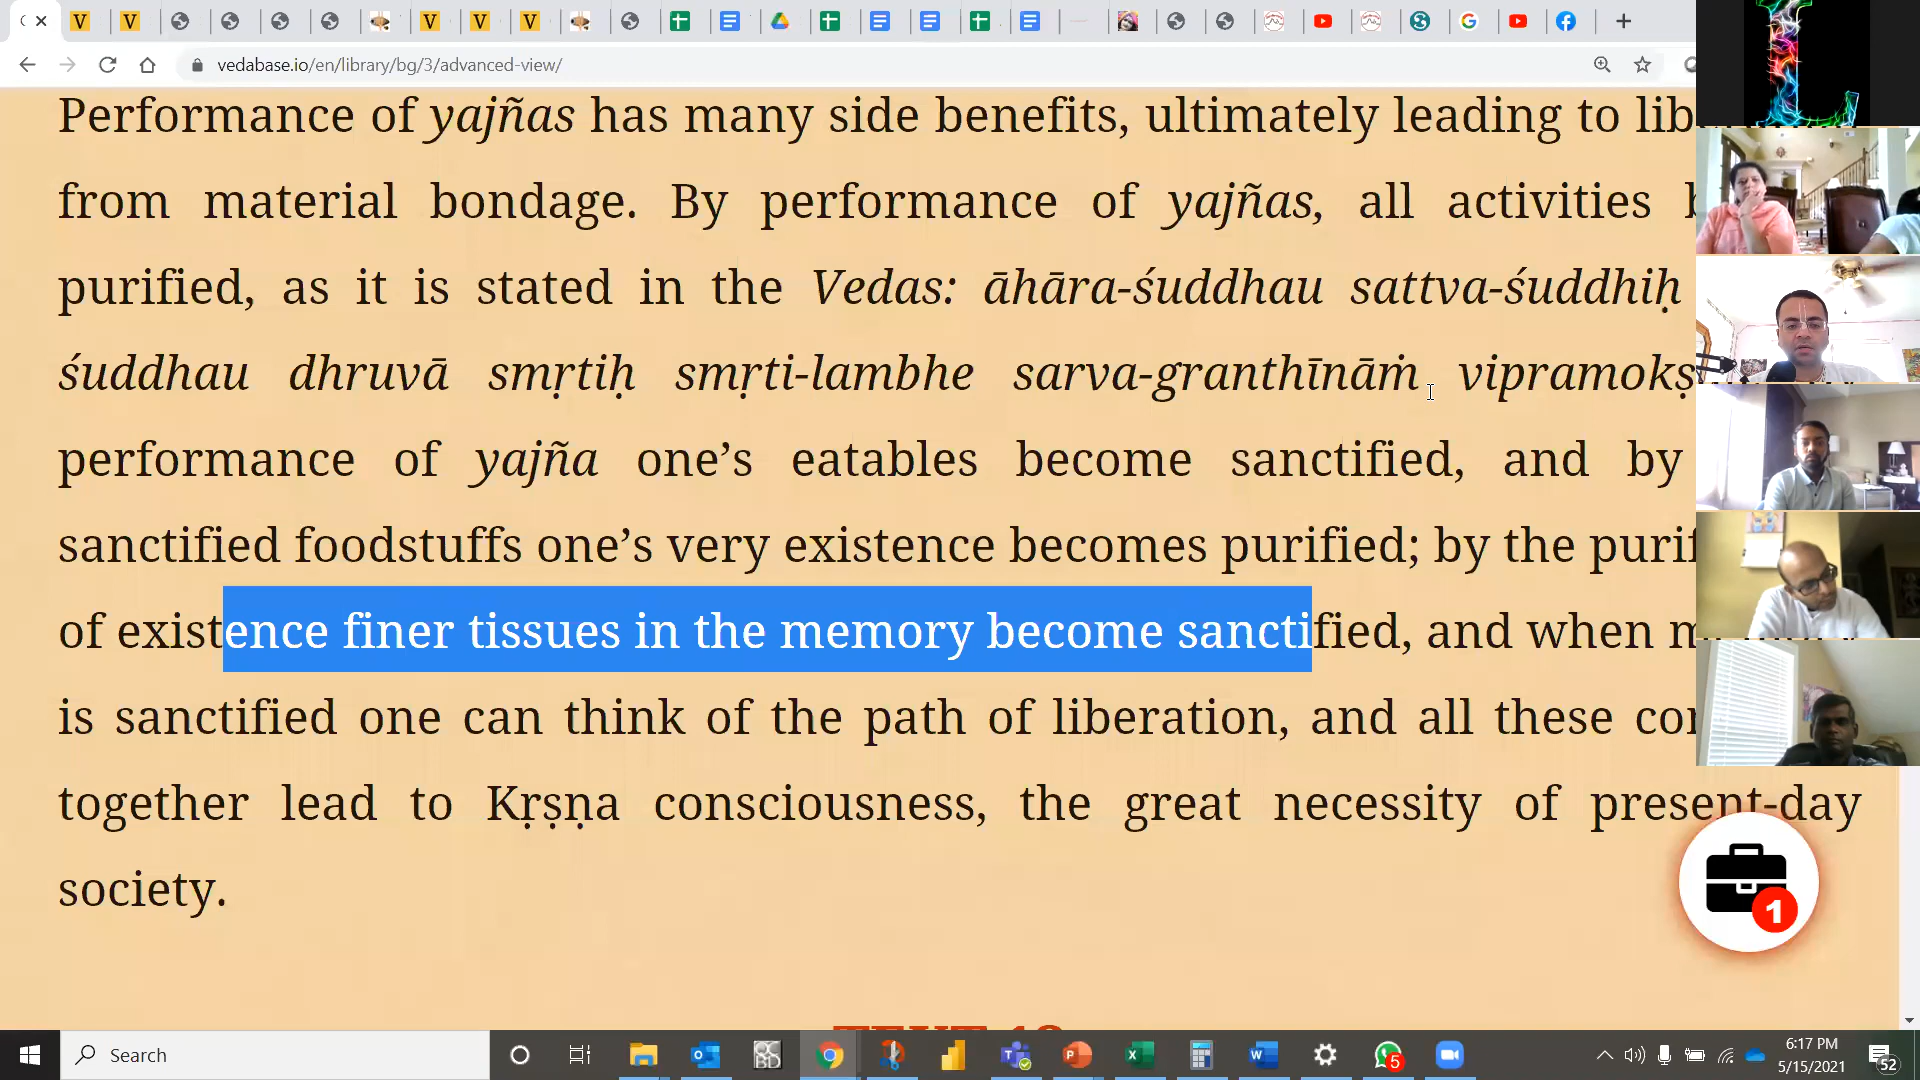 vedabase.io/en/library/bg/3/advanced-view/
Performance of yajñas has many side benefits, ultimately leading to
from material bondage. By performance of yajñas, all activities
purified, as it is stated in the Vedas: āhāra-śuddhau sattva-śuddhiḥ
śuddhau dhruvā smṛtiḥ smṛti-lambhe sarva-granthīnāṁ
performance of yajña one’s eatables become sanctified, and by
sanctified foodstuffs one’s very existence becomes purified; by the
of existence finer tissues in the memory become sanctified, and when
is sanctified one can think of the path of liberation, and all these
together lead to Kṛṣṇa consciousness, the great necessity of present-day
society.
1
Search
5
6:17 PM
5/15/2021
52